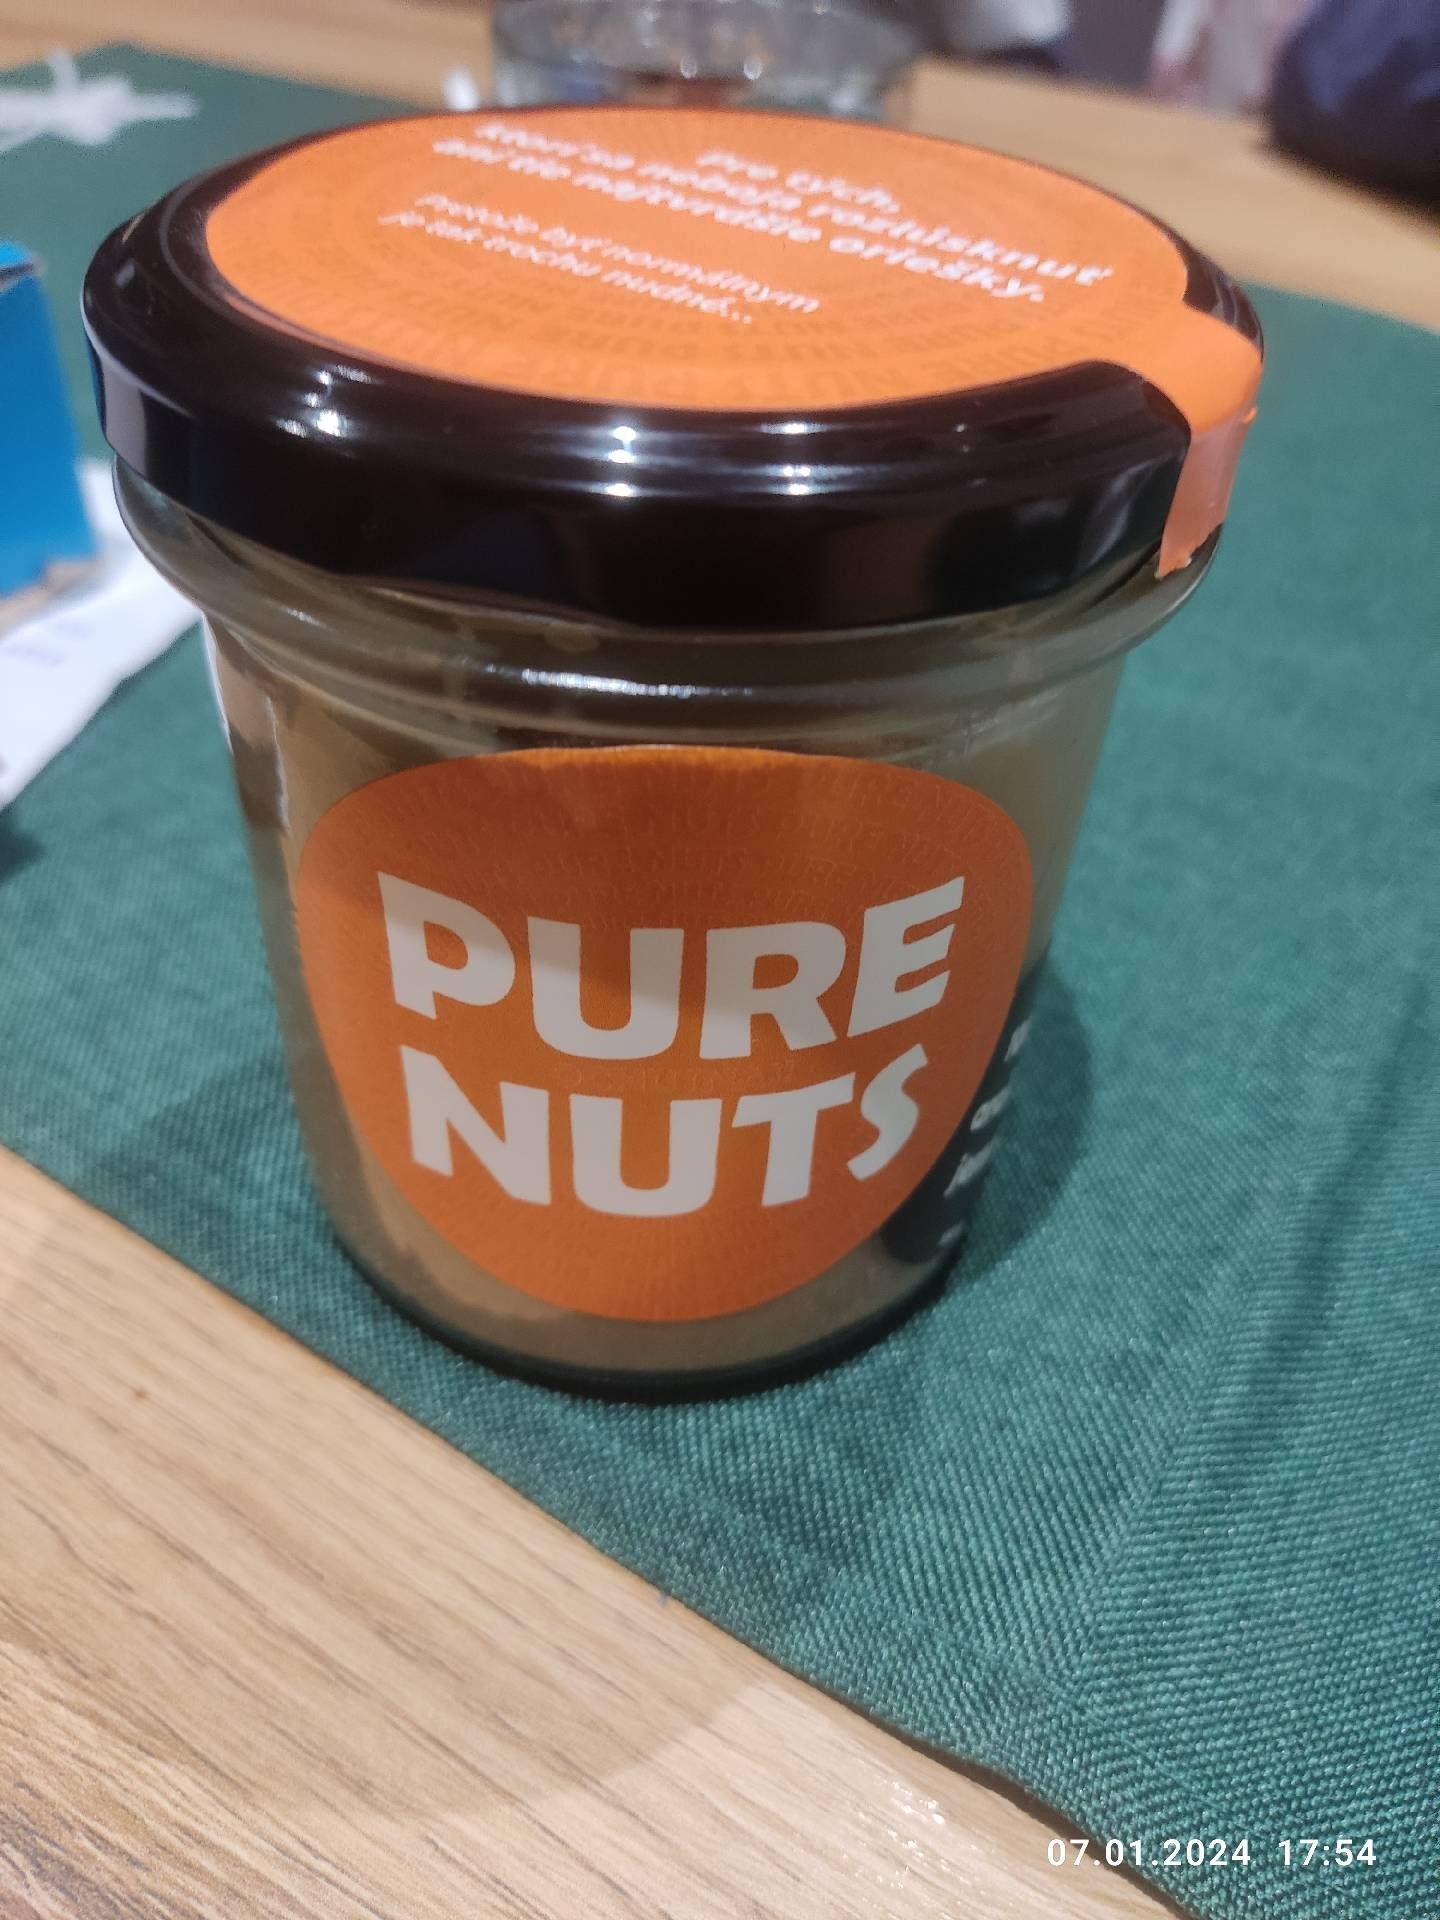 Pre tých,
ktorí sa neboja rozlúsknuť
ani tie najtvrdšie oriešky.
Pretože byť normálnym
je tak trochu nudné...
PURE
NUTS
07.01.2024 17:54